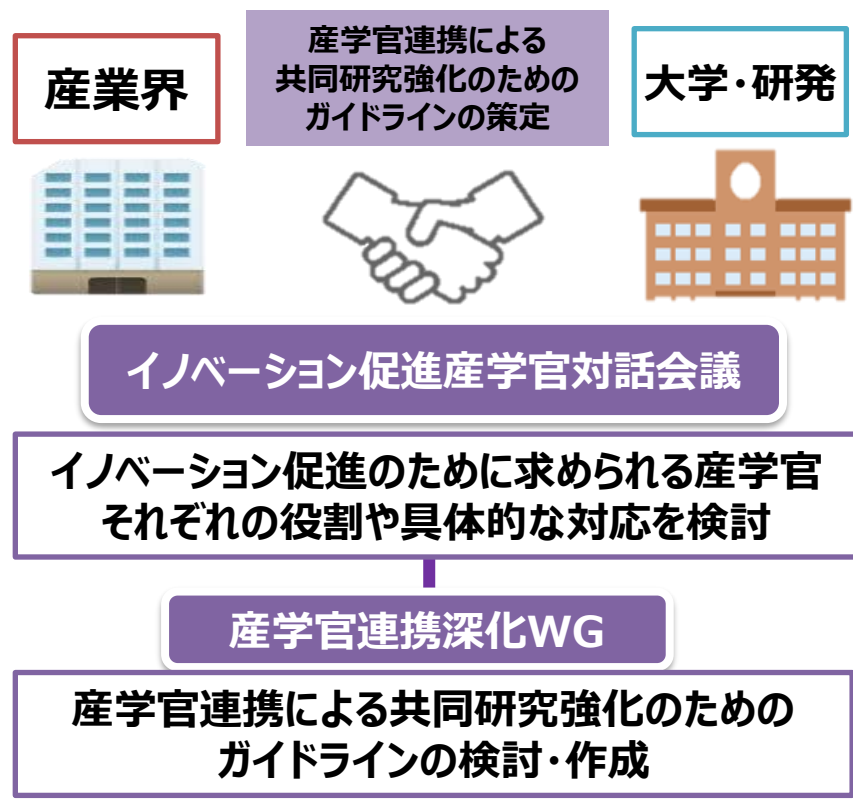 産業界
産学官連携による
共同研究強化のための
ガイドラインの策定
大学・研発
イノベーション促進産学官対話会議
イノベーション促進のために求められる産学官
それぞれの役割や具体的な対応を検討
産学官連携深化WG
産学官連携による共同研究強化のための
ガイドラインの検討・作成